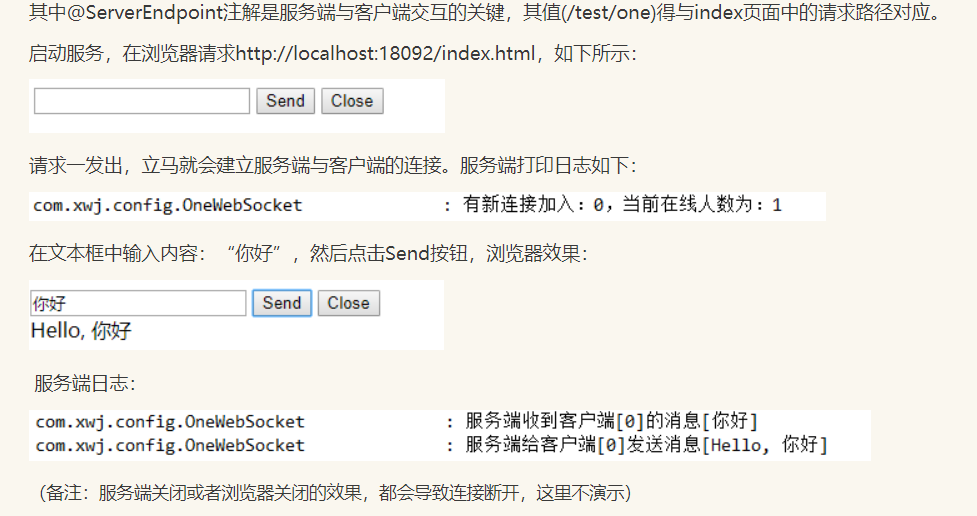 其中@ServerEndpoint注解是服务端与客户端交互的关键，其值(/test/one)得与index页面中的请求路径对应。
启动服务，在浏览器请求http://localhost:18092/index.html，如下所示：
Send Close
请求一发出，立马就会建立服务端与客户端的连接。服务端打印日志如下：
com.xwj.config.OneWebSocket : 有新连接加入：0，当前在线人数为：1
在文本框中输入内容：“你好”，然后点击Send按钮，浏览器效果：
你好 Send Close
Hello, 你好
服务端日志：
com.xwj.config.OneWebSocket : 服务端收到客户端[0]的消息[你好]
com.xwj.config.OneWebSocket : 服务端给客户端[0]发送消息[Hello, 你好]
（备注：服务端关闭或者浏览器关闭的效果，都会导致连接断开，这里不演示）